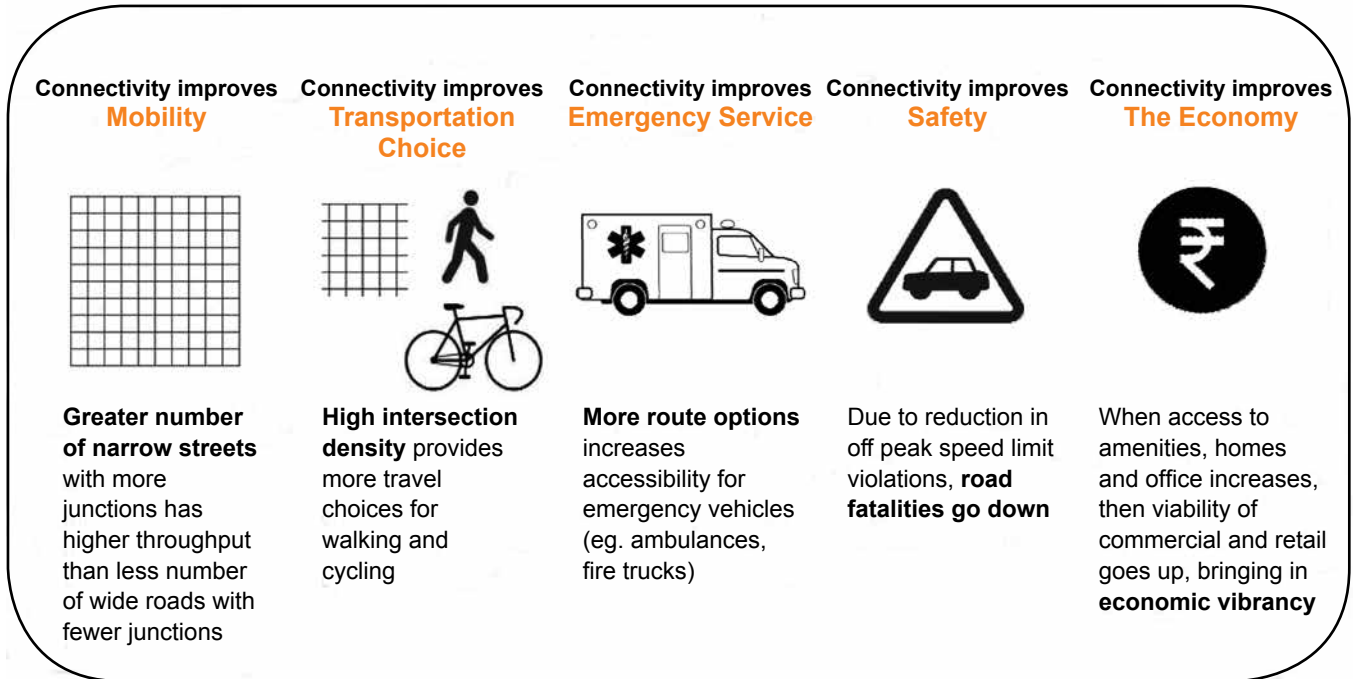 Connectivity improves
Mobility
Greater number
of narrow streets
with more
junctions has
higher throughput
than less number
of wide roads with
fewer junctions
Connectivity improves
Transportation
Choice
High intersection
density provides
more travel
choices for
walking and
cycling
Connectivity improves
Emergency Service
More route options
increases
accessibility for
emergency vehicles
(eg. ambulances,
fire trucks)
Connectivity improves
Safety
Due to reduction in
off peak speed limit
violations, road
fatalities go down
Connectivity improves
The Economy
₹
When access to
amenities, homes
and office increases,
then viability of
commercial and retail
goes up, bringing in
economic vibrancy